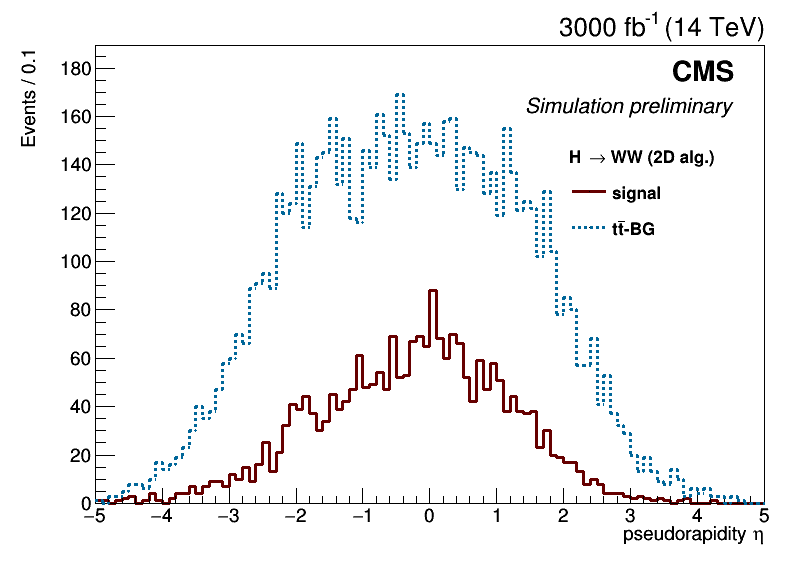 3000 fb⁻¹ (14 TeV)
Events / 0.1
CMS
Simulation preliminary
H → WW (2D alg.)
signal
tt̄-BG
180
160
140
120
100
80
60
40
20
0
−5 −4 −3 −2 −1 0 1 2 3 4 5
pseudorapidity η